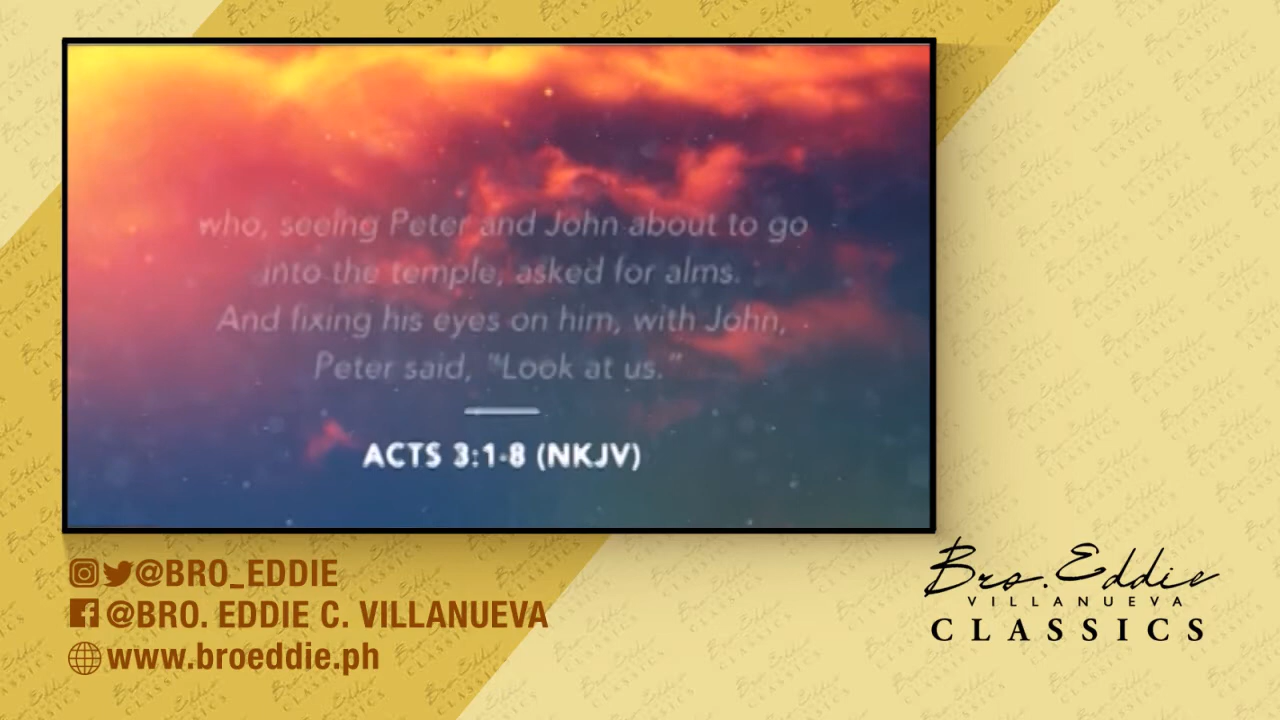 who, seeing Peter and John about to go
into the temple, asked for alms.
And fixing his eyes on him, with John,
Peter said, "Look at us."
ACTS 3:1-8 (NKJV)
@BRO_EDDIE
@BRO. EDDIE C. VILLANUEVA
www.broeddie.ph
Bro. Eddie
VILLANUEVA
CLASSICS